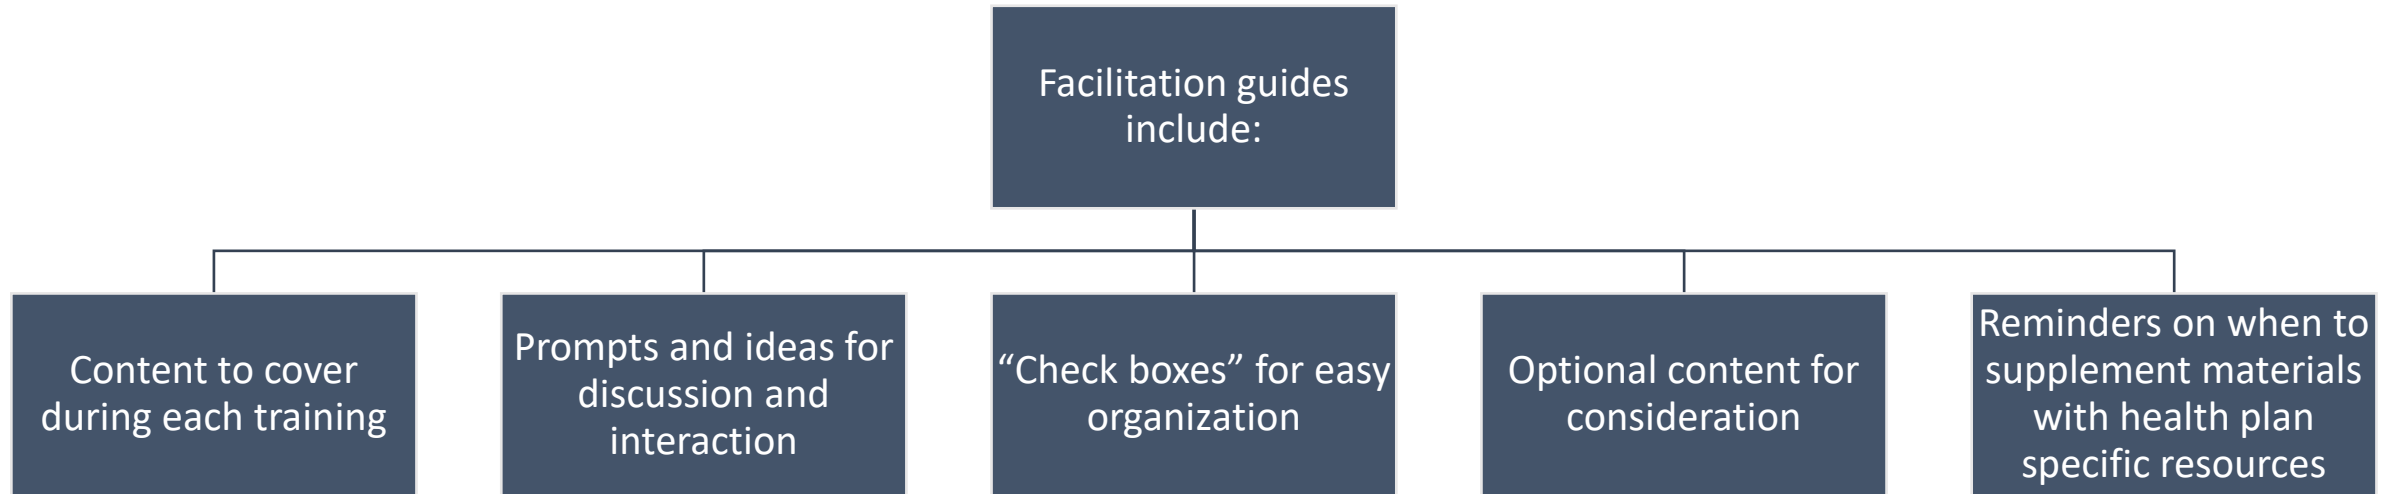 Facilitation guides
include:
Content to cover
during each training
Prompts and ideas for
discussion and
interaction
“Check boxes” for easy
organization
Optional content for
consideration
Reminders on when to
supplement materials
with health plan
specific resources